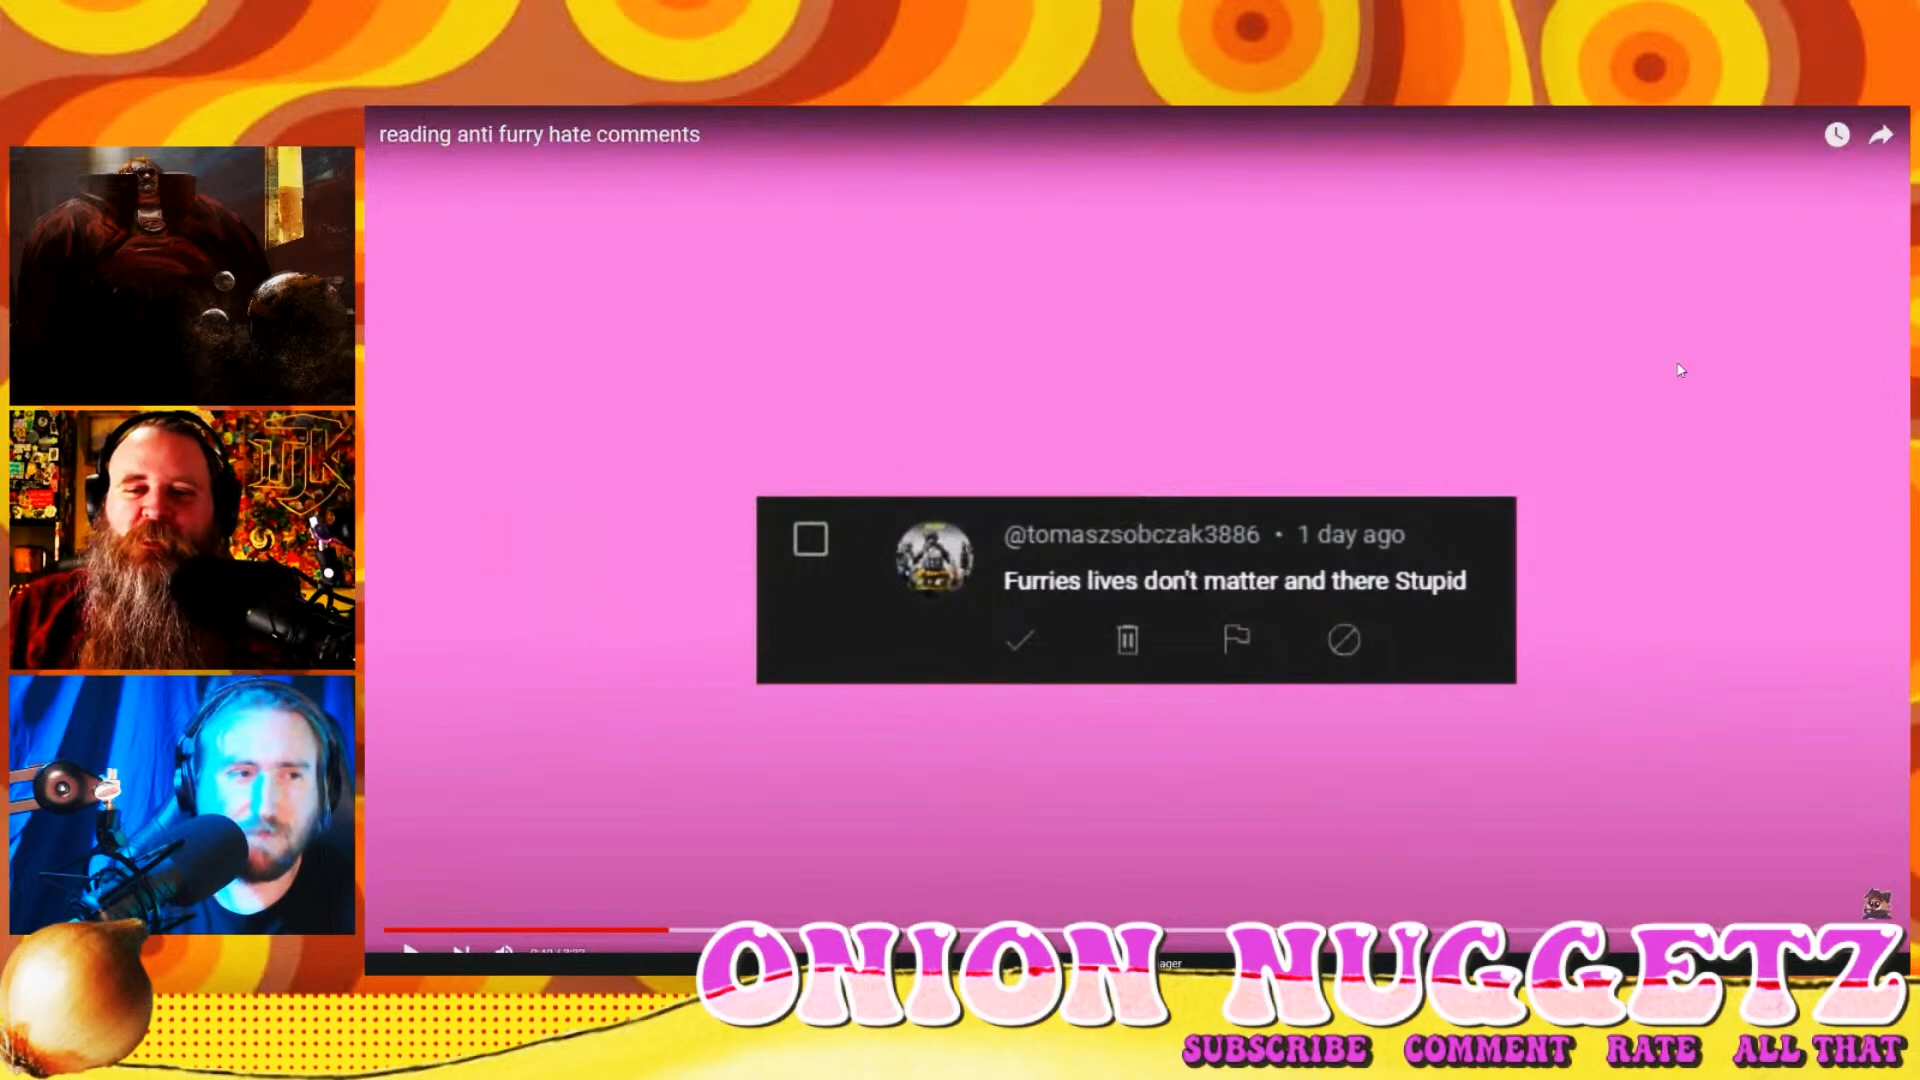 reading anti furry hate comments
@tomaszsobczak3886 • 1 day ago
Furries lives don't matter and there Stupid
ager
ONION NUGGETZ
SUBSCRIBE COMMENT RATE ALL THAT